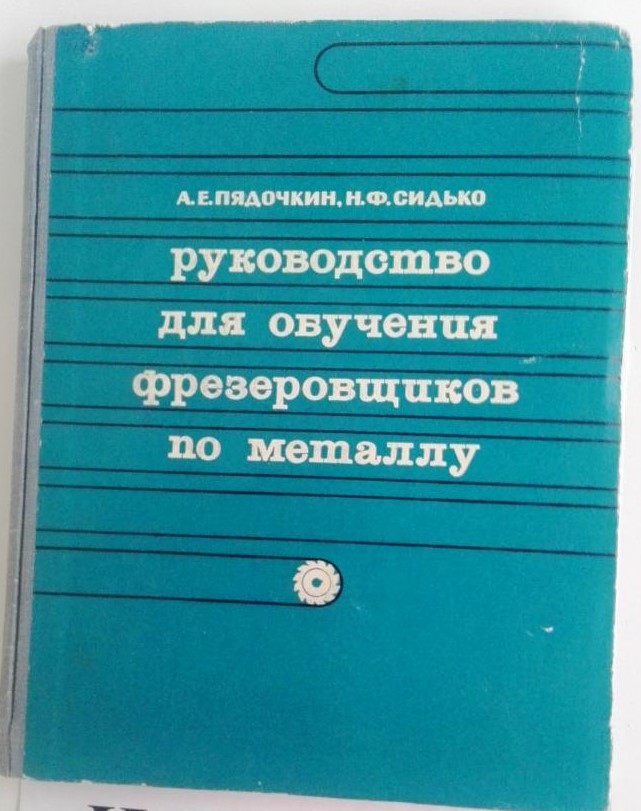 А.Е.ПЯДОЧКИН, Н.Ф.СИДЬКО
руководство
для обучения
фрезеровщиков
по металлу